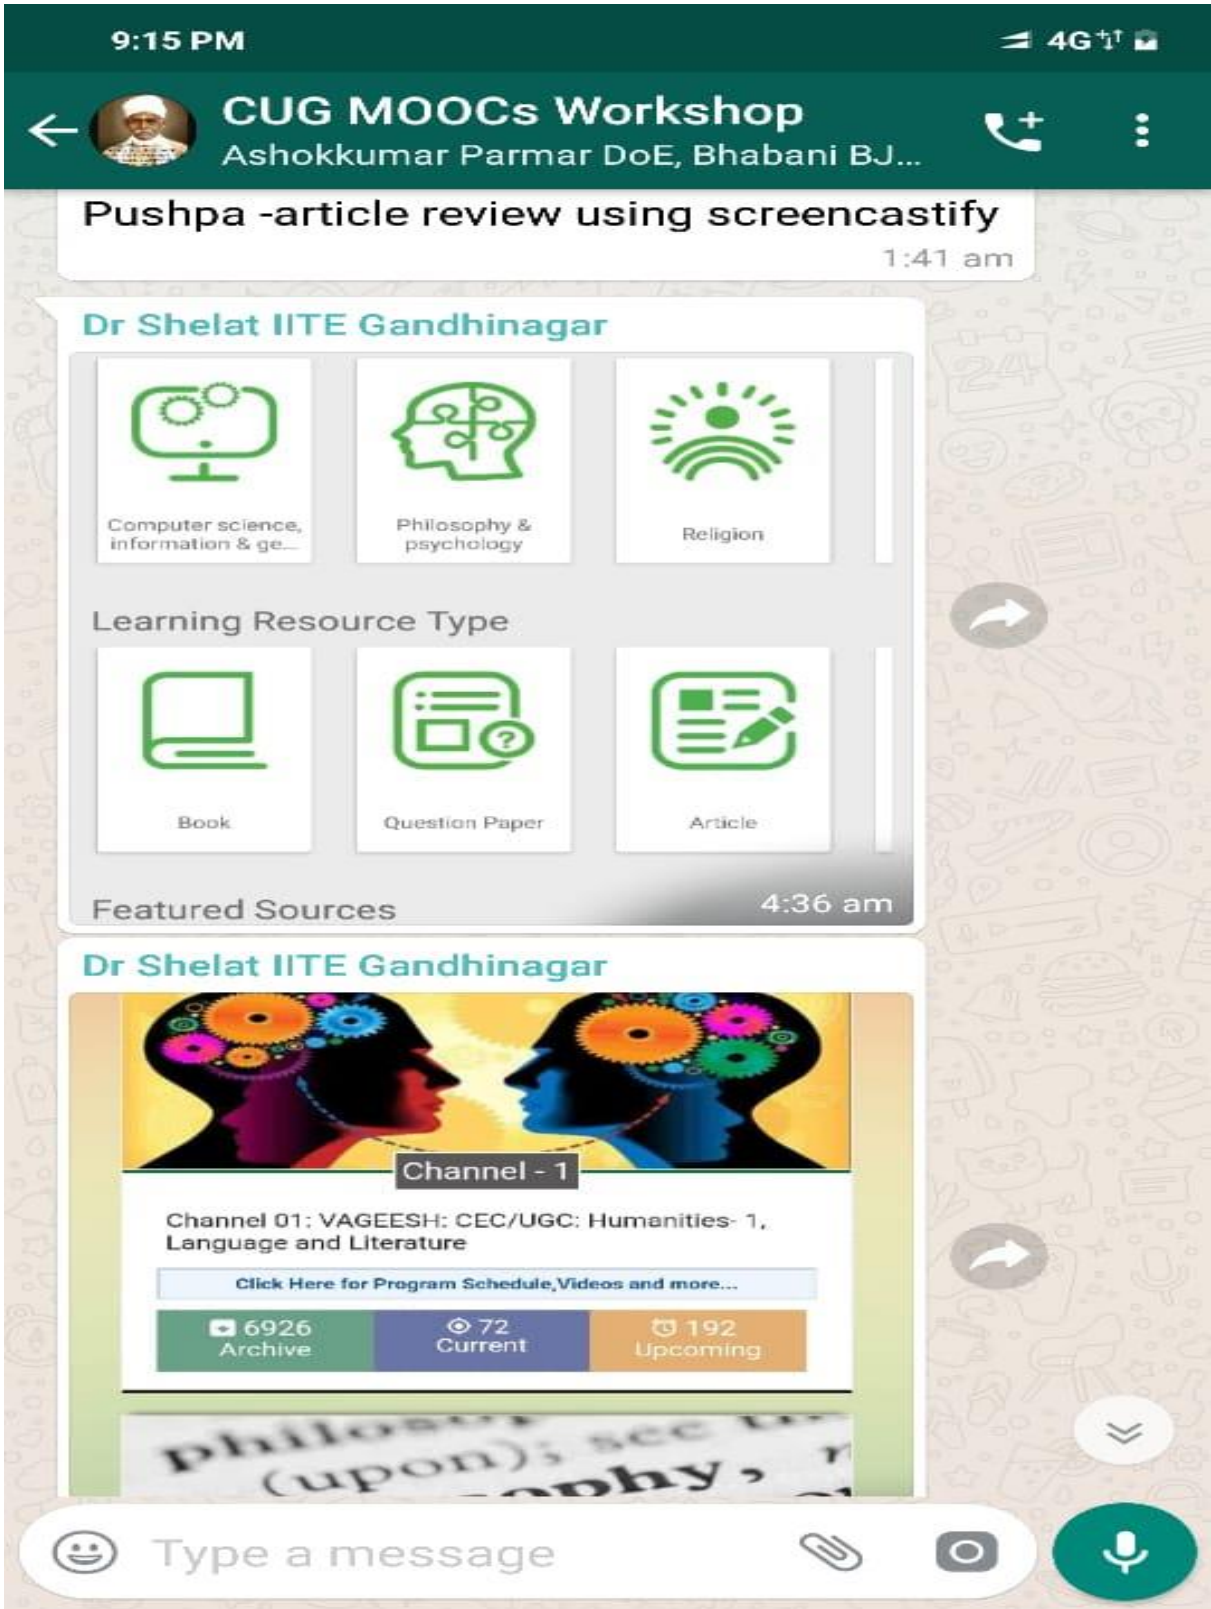 9:15 PM
4G
CUG MOOCs Workshop
Ashokkumar Parmar DoE, Bhabani BJ...
Pushpa -article review using screencastify
1:41 am
Dr Shelat IITE Gandhinagar
Computer science,
information & ge...
Philosophy &
psychology
Religion
Learning Resource Type
Book
Question Paper
Article
Featured Sources
4:36 am
Dr Shelat IITE Gandhinagar
Channel - 1
Channel 01: VAGEESH: CEC/UGC: Humanities- 1,
Language and Literature
Click Here for Program Schedule,Videos and more...
6926
Archive
72
Current
192
Upcoming
(upon); see
Type a message